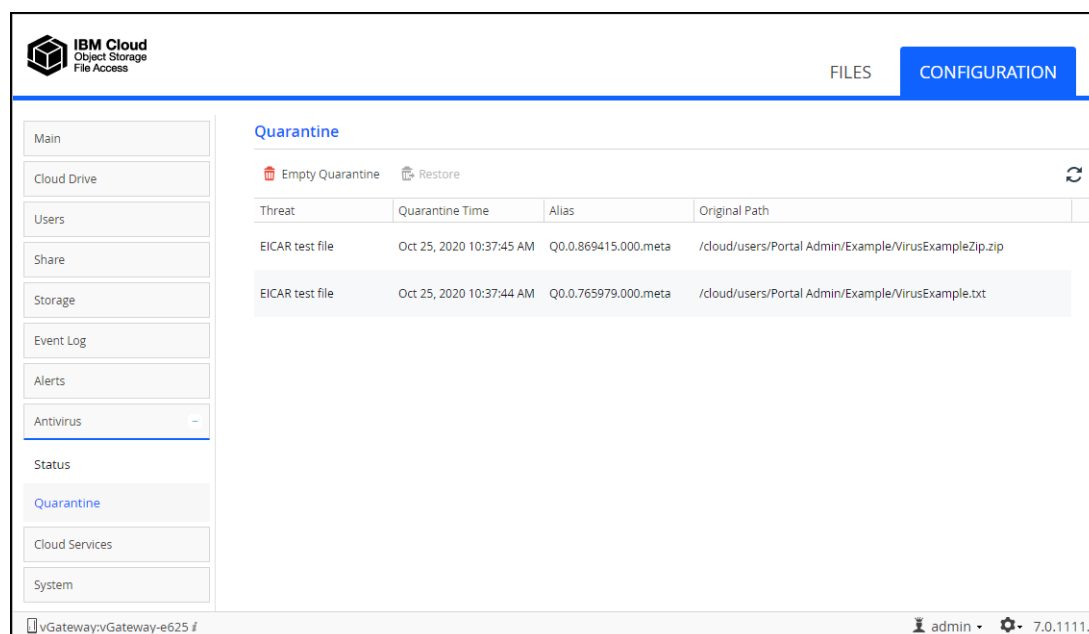 IBM Cloud
Object Storage
File Access
FILES
CONFIGURATION
Main
Cloud Drive
Users
Share
Storage
Event Log
Alerts
Antivirus
Status
Quarantine
Cloud Services
System
Quarantine
Empty Quarantine Restore
Threat Quarantine Time Alias Original Path
EICAR test file Oct 25, 2020 10:37:45 AM Q0.0.869415.000.meta /cloud/users/Portal Admin/Example/VirusExampleZip.zip
EICAR test file Oct 25, 2020 10:37:44 AM Q0.0.765979.000.meta /cloud/users/Portal Admin/Example/VirusExample.txt
vGateway:vGateway-e625 i
admin 7.0.1111.